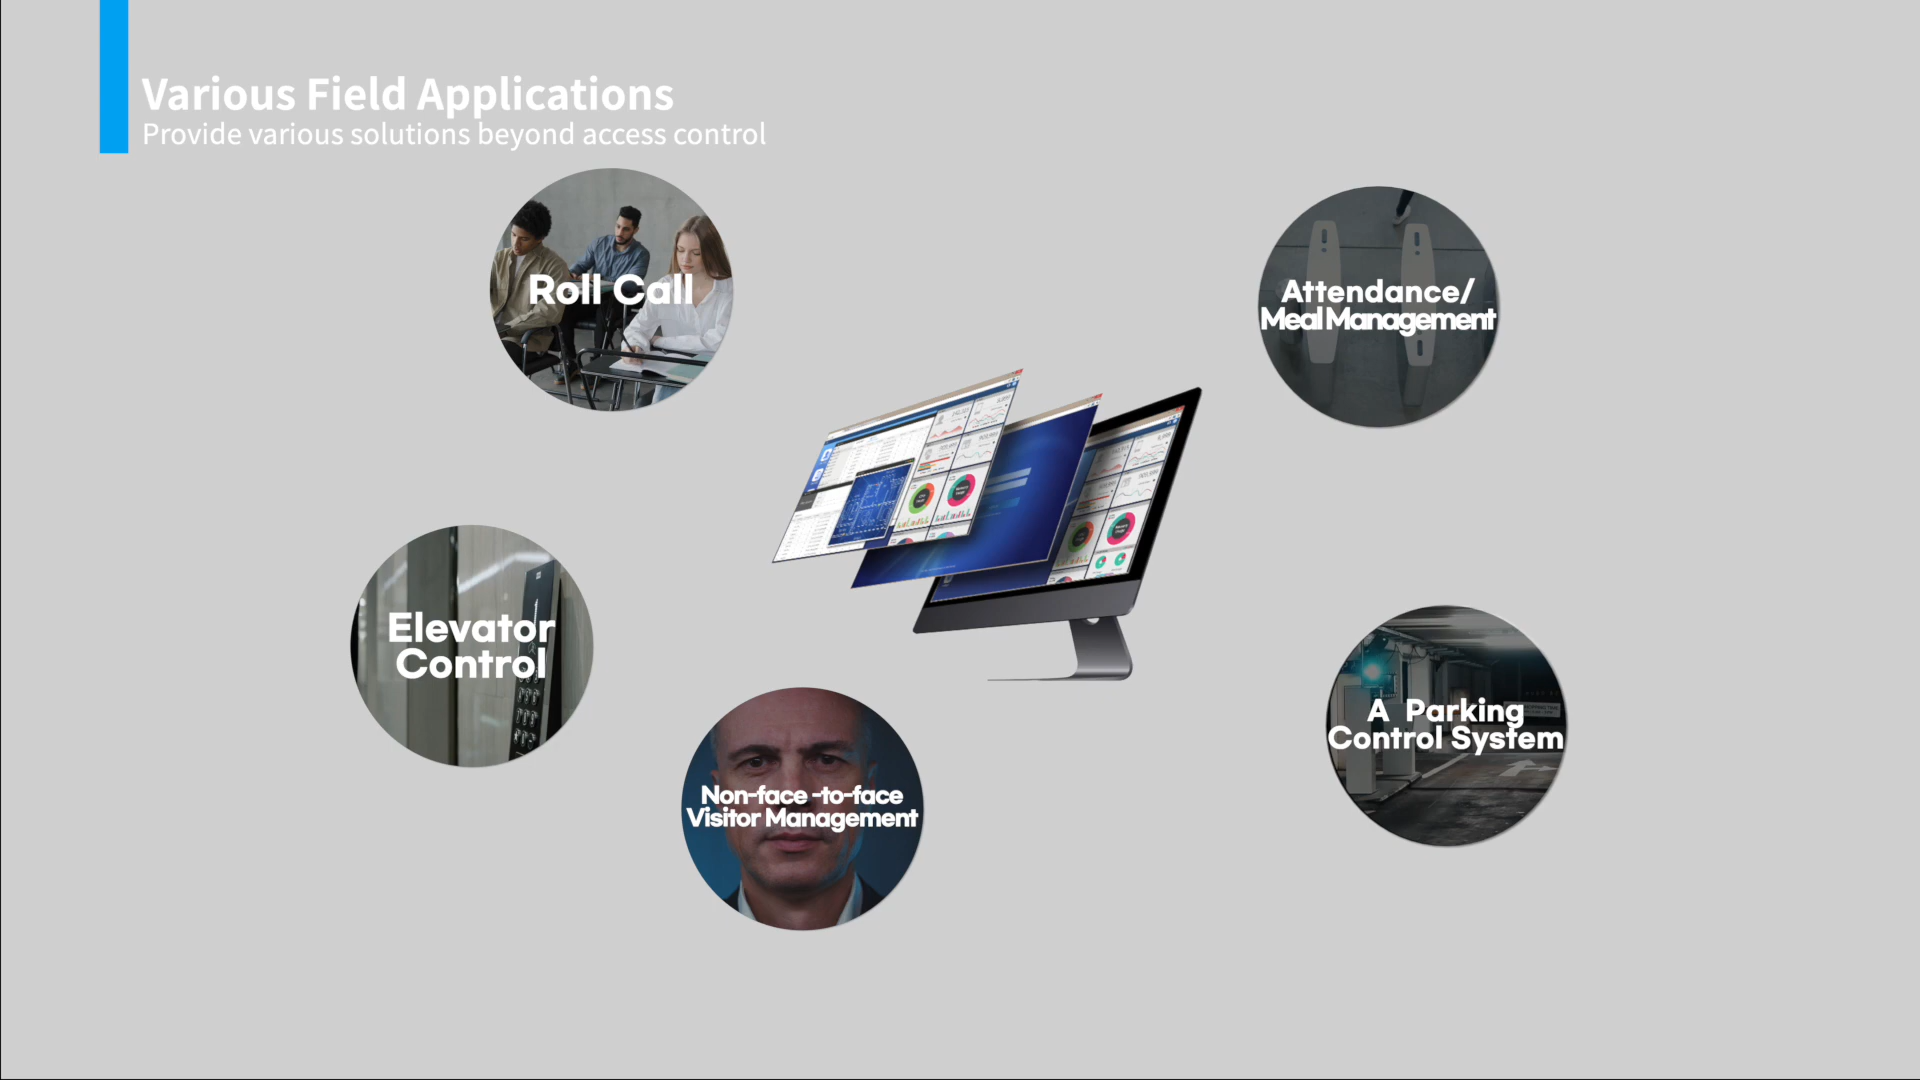 Various Field Applications
Provide various solutions beyond access control
Roll Call
Attendance/
Meal Management
Elevator
Control
A Parking
Control System
Non-face -to-face
Visitor Management